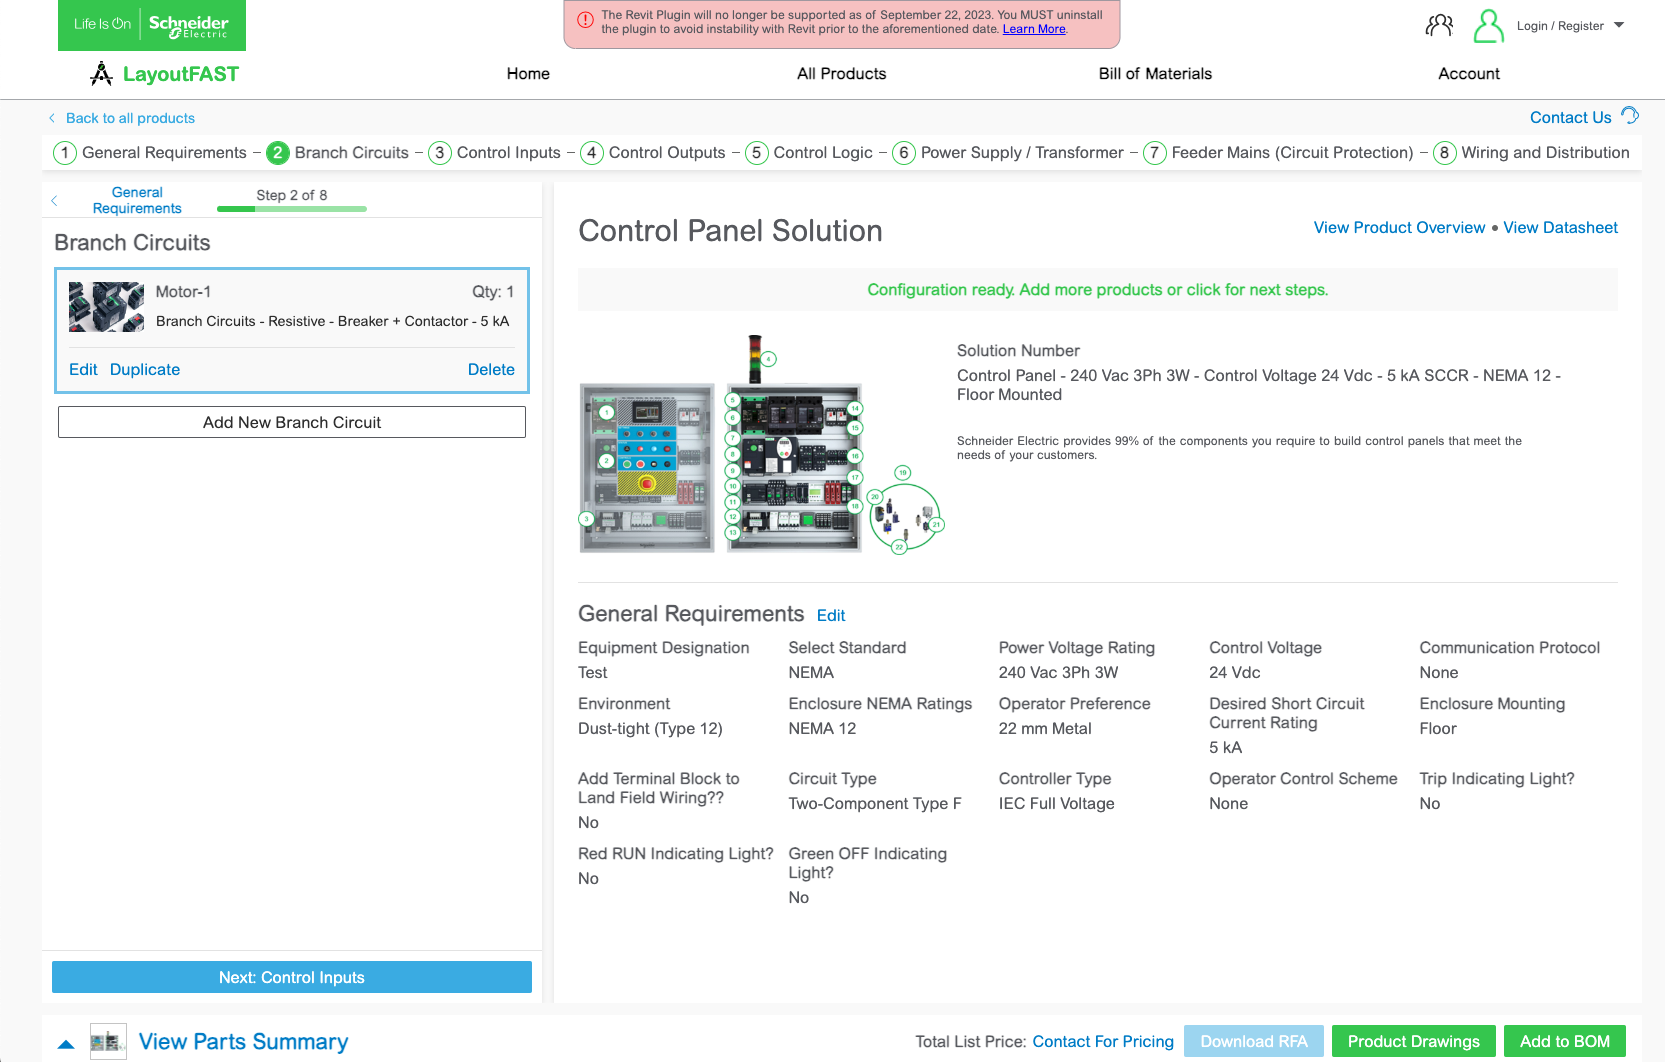 Life Is On Schneider Electric
The Revit Plugin will no longer be supported as of September 22, 2023. You MUST uninstall
the plugin to avoid instability with Revit prior to the aforementioned date. Learn More.
Login / Register
LayoutFAST
Home
All Products
Bill of Materials
Account
Back to all products
Contact Us
1 General Requirements – 2 Branch Circuits – 3 Control Inputs – 4 Control Outputs – 5 Control Logic – 6 Power Supply / Transformer – 7 Feeder Mains (Circuit Protection) – 8 Wiring and Distribution
General
Requirements
Step 2 of 8
Branch Circuits
Motor-1
Qty: 1
Branch Circuits - Resistive - Breaker + Contactor - 5 kA
Edit
Duplicate
Delete
Add New Branch Circuit
Next: Control Inputs
Control Panel Solution
View Product Overview • View Datasheet
Configuration ready. Add more products or click for next steps.
1
2
3
4
5
6
7
8
9
10
11
12
13
14
15
16
17
18
19
20
21
22
Solution Number
Control Panel - 240 Vac 3Ph 3W - Control Voltage 24 Vdc - 5 kA SCCR - NEMA 12 -
Floor Mounted
Schneider Electric provides 99% of the components you require to build control panels that meet the
needs of your customers.
General Requirements Edit
Equipment Designation
Test
Select Standard
NEMA
Power Voltage Rating
240 Vac 3Ph 3W
Control Voltage
24 Vdc
Communication Protocol
None
Environment
Dust-tight (Type 12)
Enclosure NEMA Ratings
NEMA 12
Operator Preference
22 mm Metal
Desired Short Circuit
Current Rating
5 kA
Enclosure Mounting
Floor
Add Terminal Block to
Land Field Wiring??
No
Circuit Type
Two-Component Type F
Controller Type
IEC Full Voltage
Operator Control Scheme
None
Trip Indicating Light?
No
Red RUN Indicating Light?
No
Green OFF Indicating
Light?
No
View Parts Summary
Total List Price: Contact For Pricing
Download RFA
Product Drawings
Add to BOM